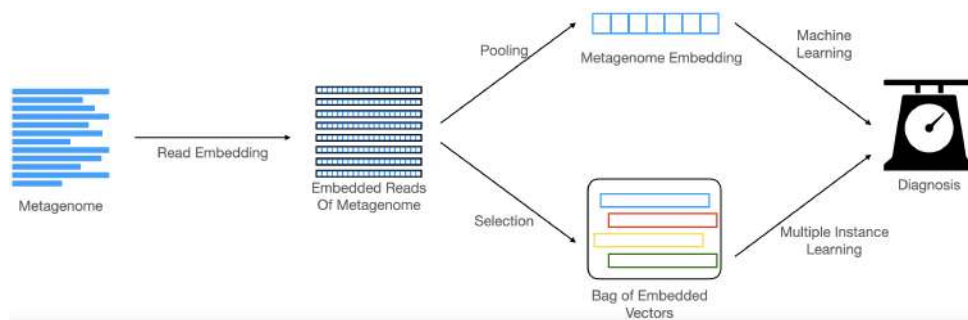 Metagenome
Read Embedding
Embedded Reads
Of Metagenome
Pooling
Metagenome Embedding
Machine
Learning
Selection
Bag of Embedded
Vectors
Multiple Instance
Learning
Diagnosis